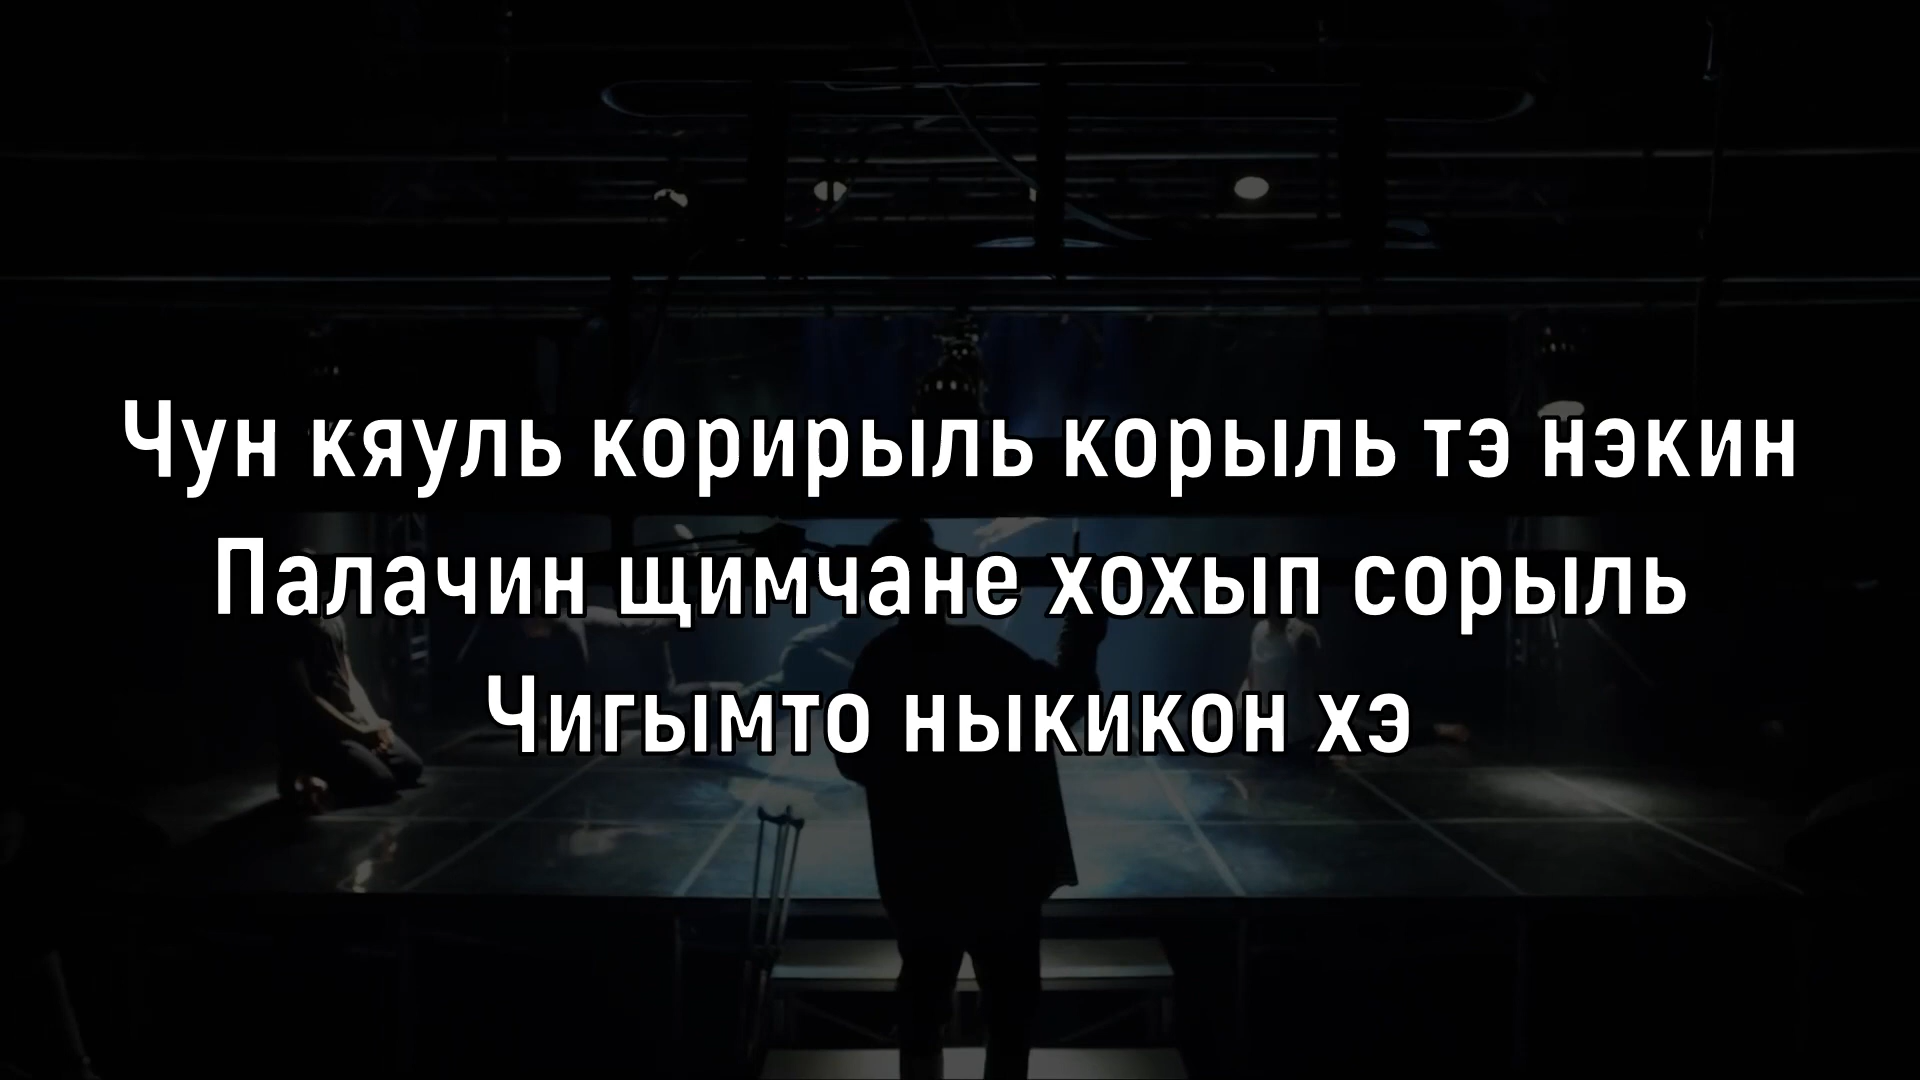 Чун кяуль корирыль корыль тэ нэкин
Палачин щимчане хохып сорыль
Чигымто ныкикон хэ